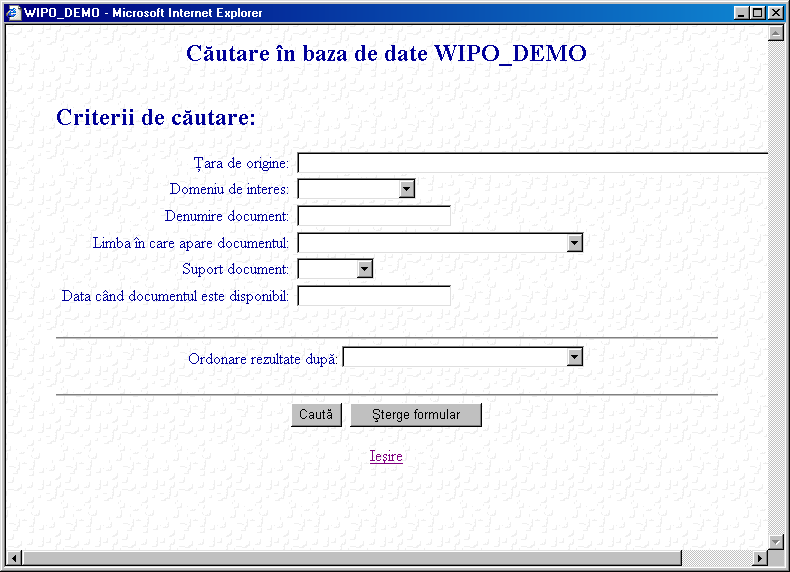 WIPO_DEMO - Microsoft Internet Explorer
Căutare în baza de date WIPO_DEMO
Criterii de căutare:
Ţara de origine:
Domeniu de interes:
Denumire document:
Limba în care apare documentul:
Suport document:
Data când documentul este disponibil:
Ordonare rezultate după:
Caută Şterge formular
Ieşire